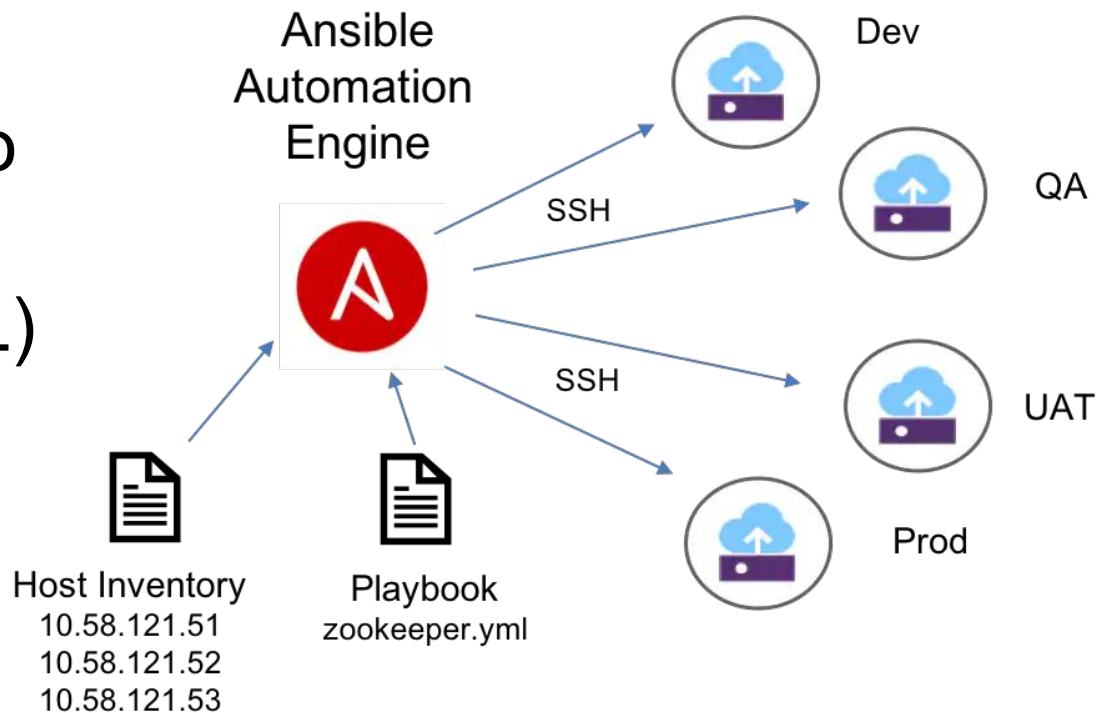 Ansible
Automation
Engine
Dev
QA
SSH
SSH
UAT
Prod
Host Inventory
10.58.121.51
10.58.121.52
10.58.121.53
Playbook
zookeeper.yml